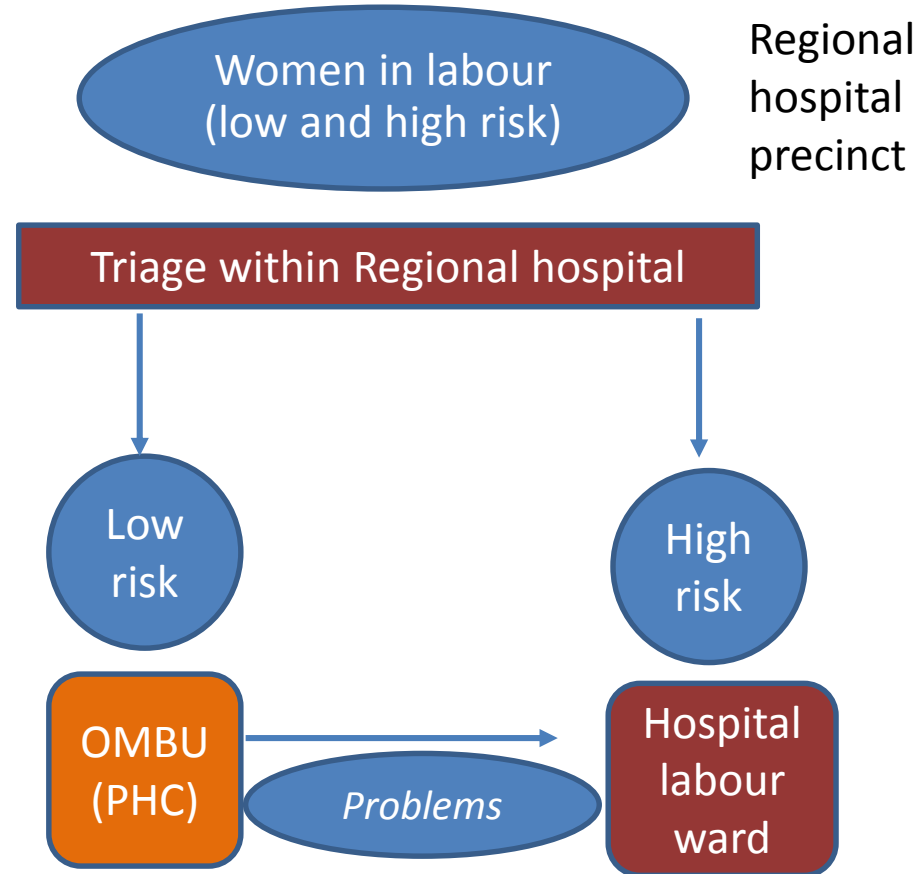 Women in labour
(low and high risk)
Regional
hospital
precinct
Triage within Regional hospital
Low
risk
High
risk
OMBU
(PHC)
Problems
Hospital
labour
ward